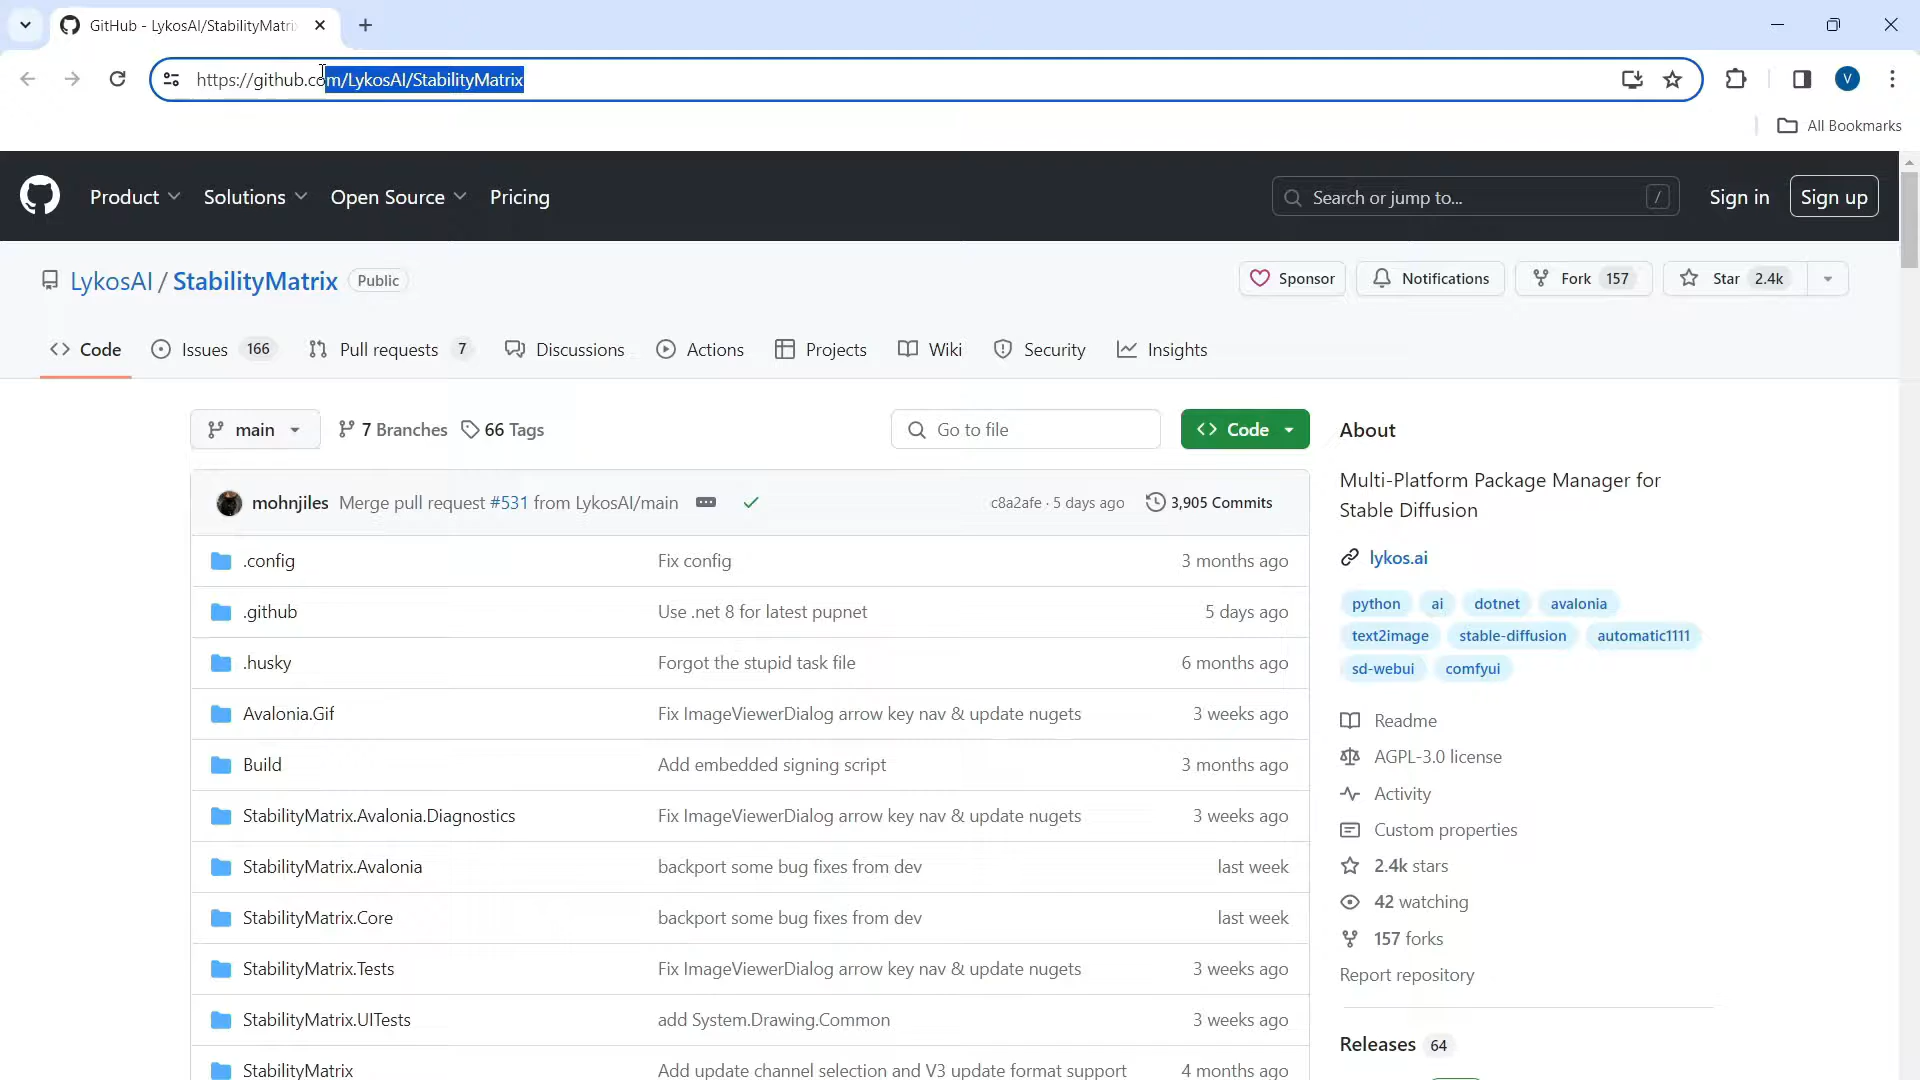 GitHub - LykosAI/StabilityMatri
https://github.com/LykosAI/StabilityMatrix
V
All Bookmarks
Product
Solutions
Open Source
Pricing
Search or jump to...
/
Sign in
Sign up
LykosAI / StabilityMatrix Public
Sponsor
Notifications
Fork 157
Star 2.4k
Code
Issues 166
Pull requests 7
Discussions
Actions
Projects
Wiki
Security
Insights
main
7 Branches
66 Tags
Go to file
Code
mohnjiles Merge pull request #531 from LykosAI/main c8a2afe · 5 days ago 3,905 Commits
.config Fix config 3 months ago
.github Use .net 8 for latest pupnet 5 days ago
.husky Forgot the stupid task file 6 months ago
Avalonia.Gif Fix ImageViewerDialog arrow key nav & update nugets 3 weeks ago
Build Add embedded signing script 3 months ago
StabilityMatrix.Avalonia.Diagnostics Fix ImageViewerDialog arrow key nav & update nugets 3 weeks ago
StabilityMatrix.Avalonia backport some bug fixes from dev last week
StabilityMatrix.Core backport some bug fixes from dev last week
StabilityMatrix.Tests Fix ImageViewerDialog arrow key nav & update nugets 3 weeks ago
StabilityMatrix.UITests add System.Drawing.Common 3 weeks ago
StabilityMatrix Add update channel selection and V3 update format support 4 months ago
About
Multi-Platform Package Manager for
Stable Diffusion
lykos.ai
python ai dotnet avalonia
text2image stable-diffusion automatic1111
sd-webui comfyui
Readme
AGPL-3.0 license
Activity
Custom properties
2.4k stars
42 watching
157 forks
Report repository
Releases 64